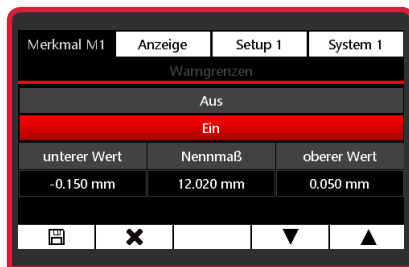 Merkmal M1 Anzeige Setup 1 System 1
Warngrenzen
Aus
Ein
unterer Wert Nennmaß oberer Wert
-0.150 mm 12.020 mm 0.050 mm